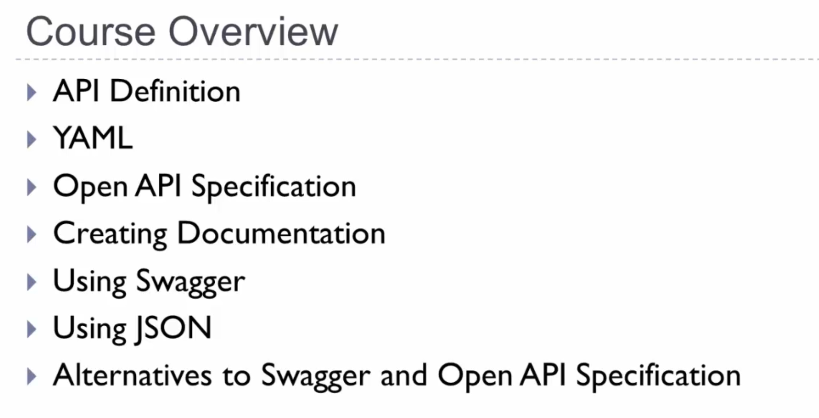 Course Overview
API Definition
YAML
Open API Specification
Creating Documentation
Using Swagger
Using JSON
Alternatives to Swagger and Open API Specification